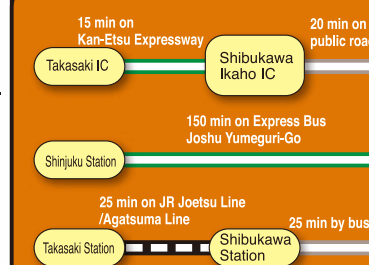 15 min on
Kan-Etsu Expressway
20 min on
public
Takasaki IC
Shibukawa
Ikaho IC
150 min on Express Bus
Joshu Yumeguri-Go
Shinjuku Station
25 min on JR Joetsu Line
/Agatsuma Line
25 min by bus
Takasaki Station
Shibukawa
Station